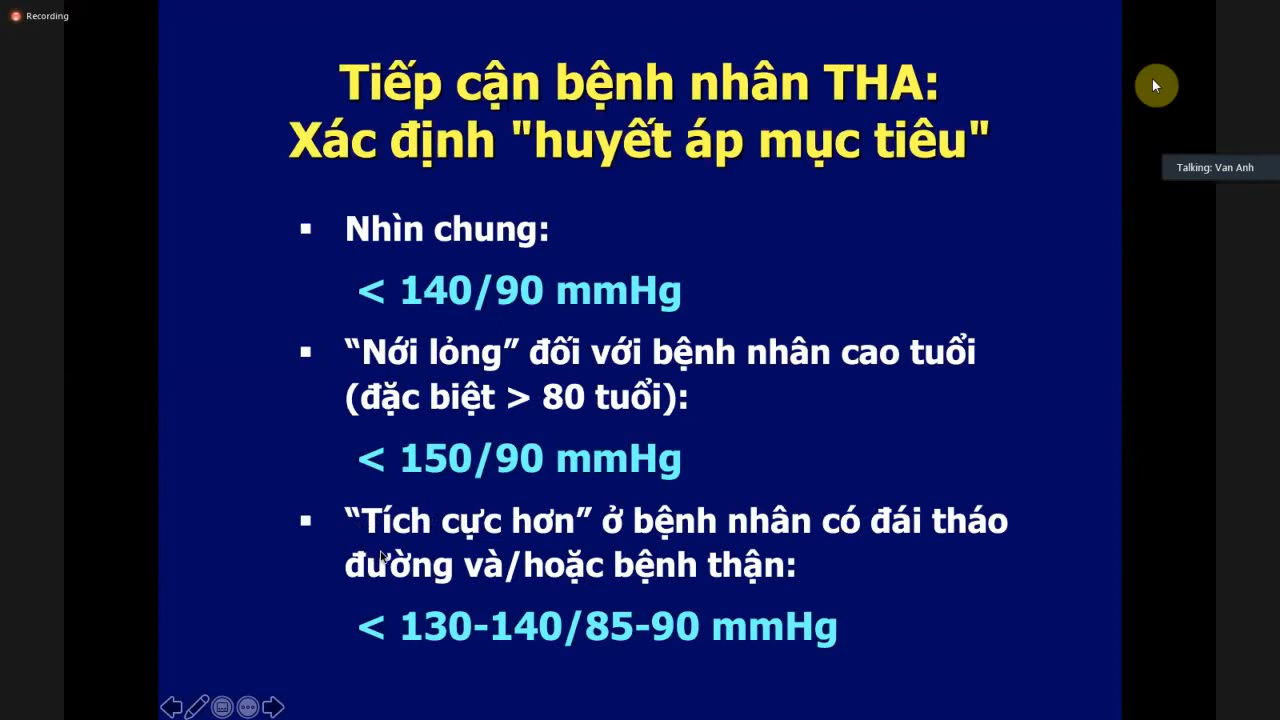 Recording
Tiếp cận bệnh nhân THA:
Xác định "huyết áp mục tiêu"
Talking: Van Anh
▪ Nhìn chung:
< 140/90 mmHg
▪ “Nới lỏng” đối với bệnh nhân cao tuổi
(đặc biệt > 80 tuổi):
< 150/90 mmHg
▪ “Tích cực hơn” ở bệnh nhân có đái tháo
đường và/hoặc bệnh thận:
< 130-140/85-90 mmHg